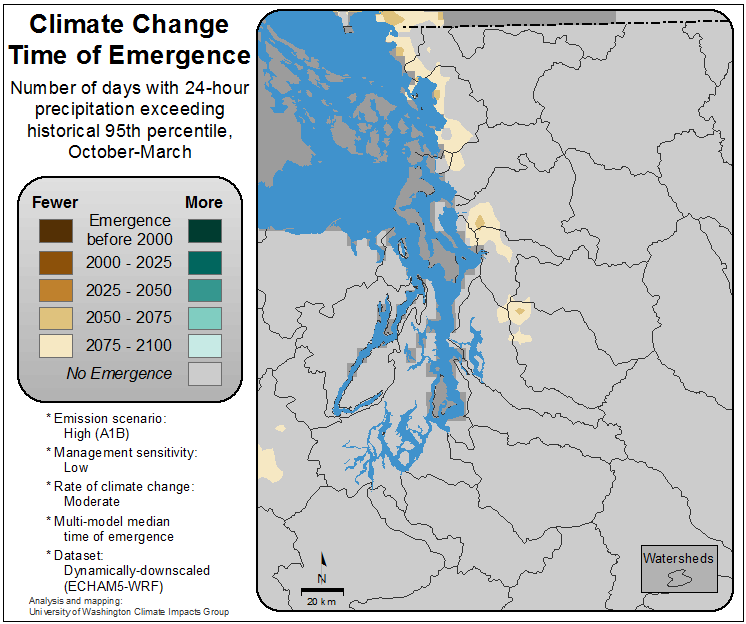 Climate Change
Time of Emergence
Number of days with 24-hour
precipitation exceeding
historical 95th percentile,
October-March
Fewer More
Emergence
before 2000
2000 - 2025
2025 - 2050
2050 - 2075
2075 - 2100
No Emergence
* Emission scenario:
High (A1B)
* Management sensitivity:
Low
* Rate of climate change:
Moderate
* Multi-model median
time of emergence
* Dataset:
Dynamically-downscaled
(ECHAM5-WRF)
Analysis and mapping:
University of Washington Climate Impacts Group
N
20 km
Watersheds